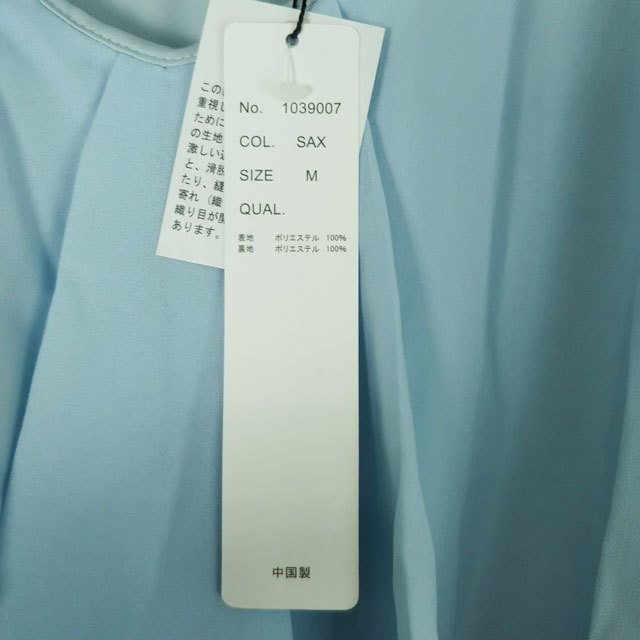 No. 1039007
COL. SAX
SIZE M
QUAL.
表地 ポリエステル 100%
裏地 ポリエステル 100%
中国製
この
重視し
ために
の生地
激しい
と、滑脱
たり、縫
寄れ（織
織り目が
あります。